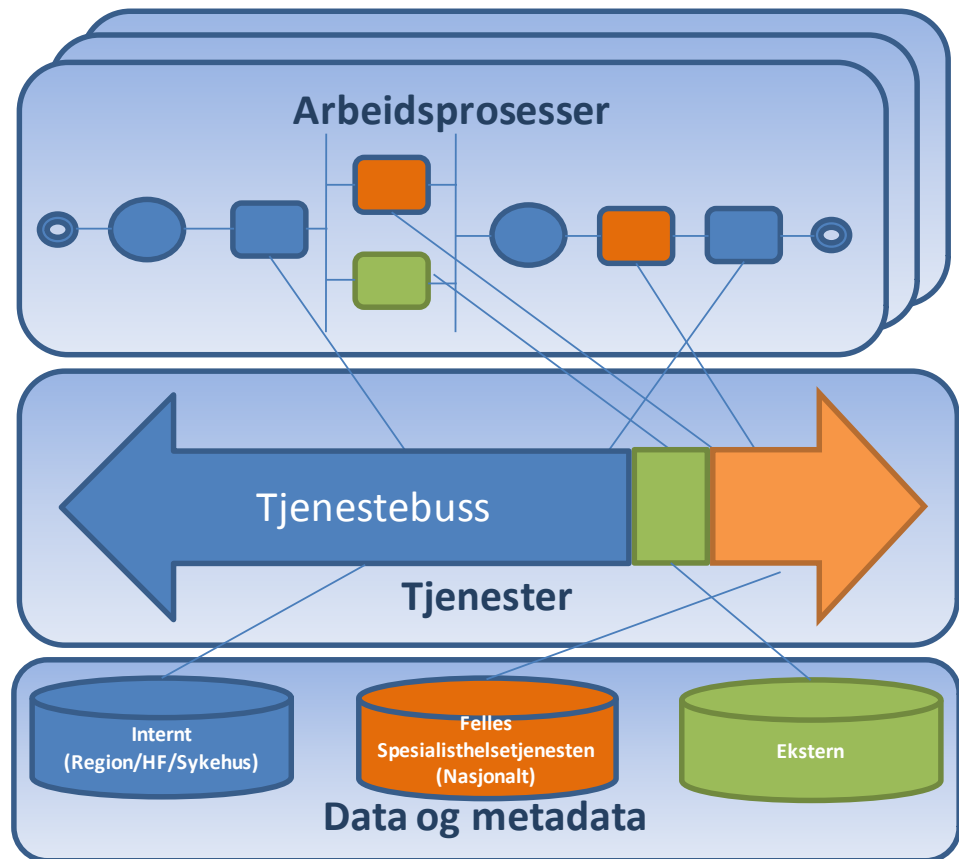 Arbeidsprosesser
Tjenestebuss
Tjenester
Internt
(Region/HF/Sykehus)
Felles
Spesialisthelsetjenesten
(Nasjonalt)
Ekstern
Data og metadata